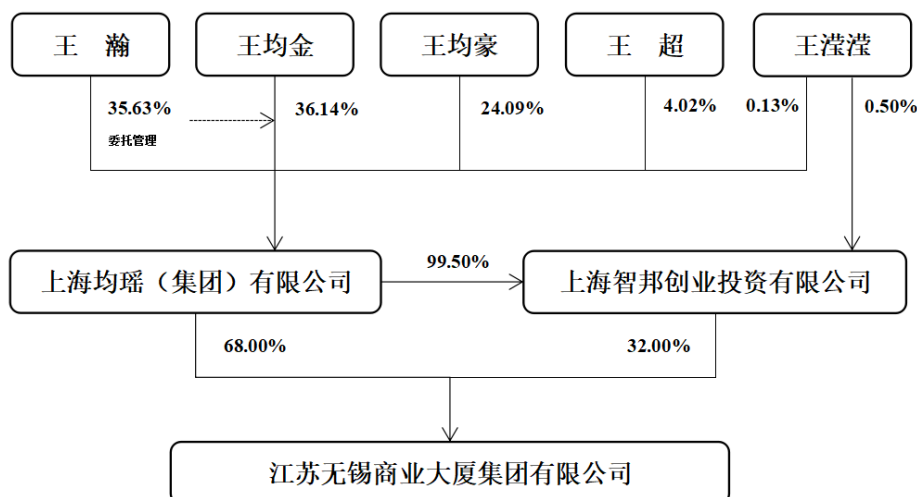 王　瀚
王均金
王均豪
王　超
王滢滢
35.63%
36.14%
24.09%
4.02%
0.13%
0.50%
委托管理
上海均瑶（集团）有限公司
99.50%
上海智邦创业投资有限公司
68.00%
32.00%
江苏无锡商业大厦集团有限公司